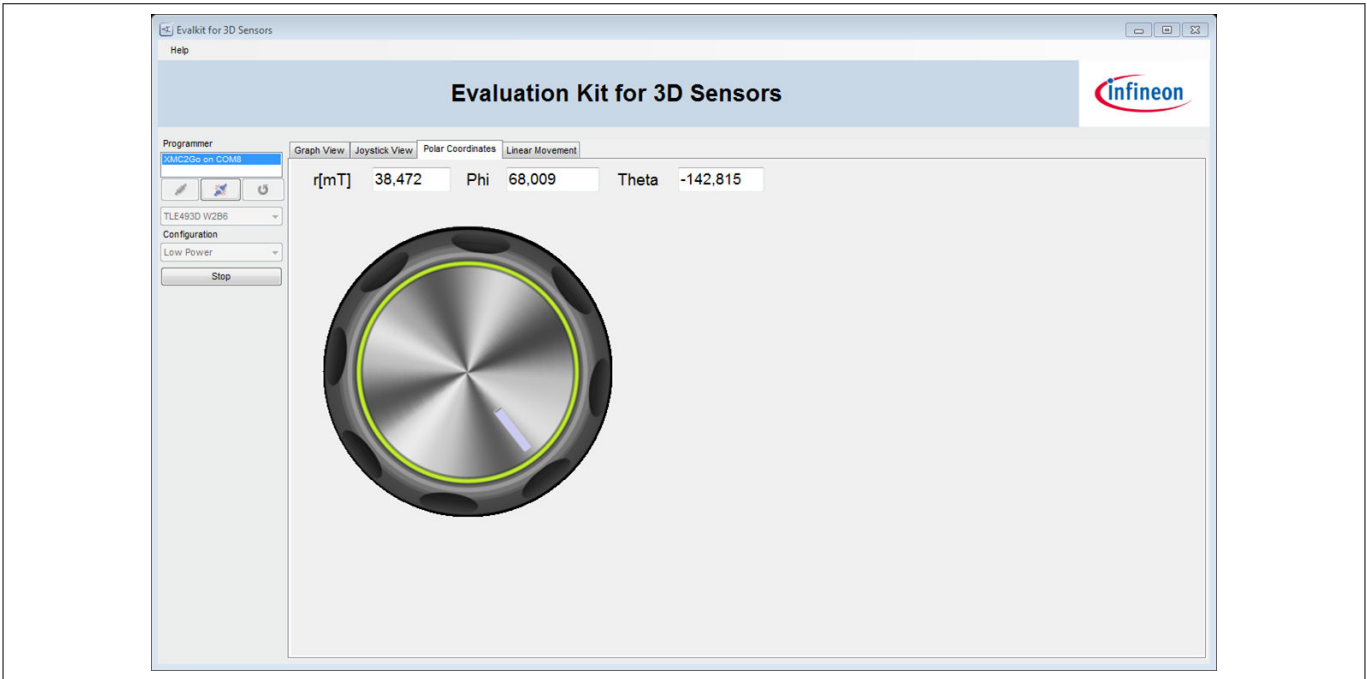 Evalkit for 3D Sensors
Help
Evaluation Kit for 3D Sensors
infineon
Programmer
XMC2Go on COM8
TLE493D W2B6
Configuration
Low Power
Stop
Graph View Joystick View Polar Coordinates Linear Movement
r[mT] 38,472 Phi 68,009 Theta -142,815